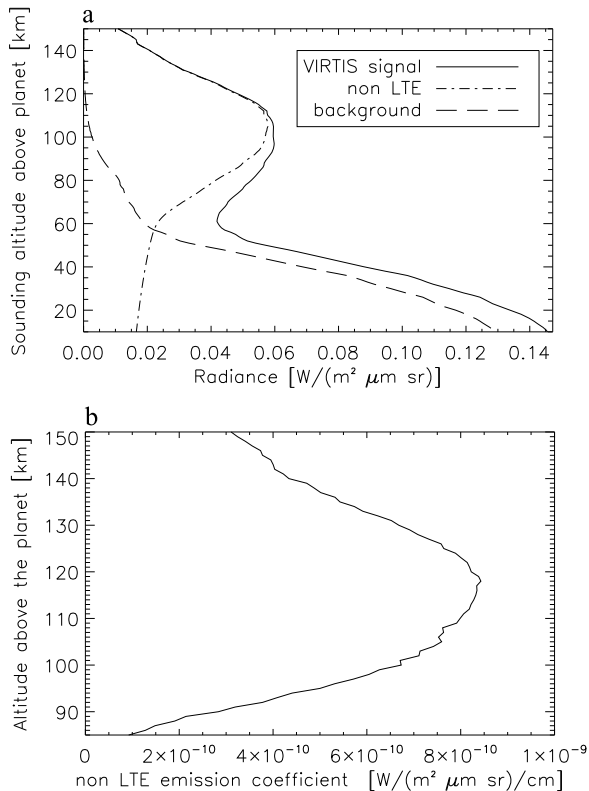 a
Sounding altitude above planet [km]
140
120
100
80
60
40
20
VIRTIS signal
non LTE
background
0.00 0.02 0.04 0.06 0.08 0.10 0.12 0.14
Radiance [W/(m² μm sr)]
b
Altitude above the planet [km]
150
140
130
120
110
100
90
0 2×10⁻¹⁰ 4×10⁻¹⁰ 6×10⁻¹⁰ 8×10⁻¹⁰ 1×10⁻⁹
non LTE emission coefficient [W/(m² μm sr)/cm]